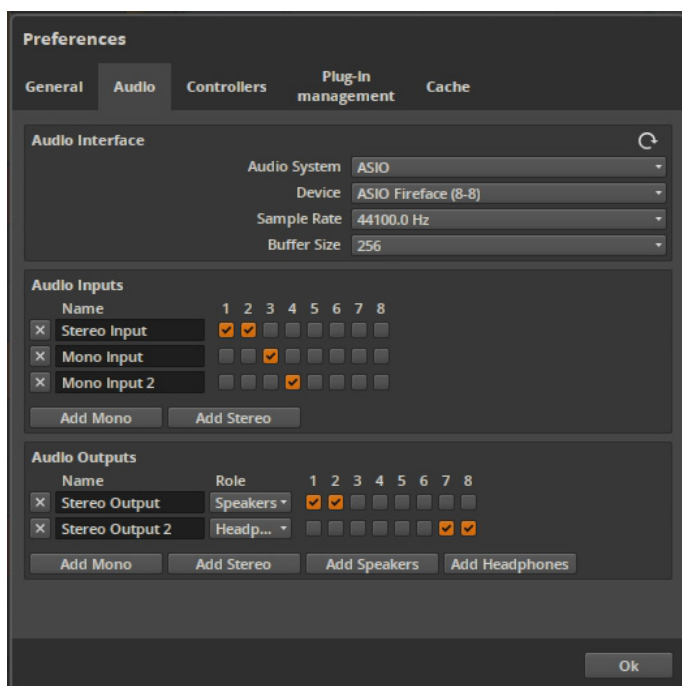 Preferences
General Audio Controllers Plug-In management Cache
Audio Interface
Audio System ASIO
Device ASIO Fireface (8-8)
Sample Rate 44100.0 Hz
Buffer Size 256
Audio Inputs
Name 1 2 3 4 5 6 7 8
Stereo Input
Mono Input
Mono Input 2
Add Mono Add Stereo
Audio Outputs
Name Role 1 2 3 4 5 6 7 8
Stereo Output Speakers
Stereo Output 2 Headp...
Add Mono Add Stereo Add Speakers Add Headphones
Ok